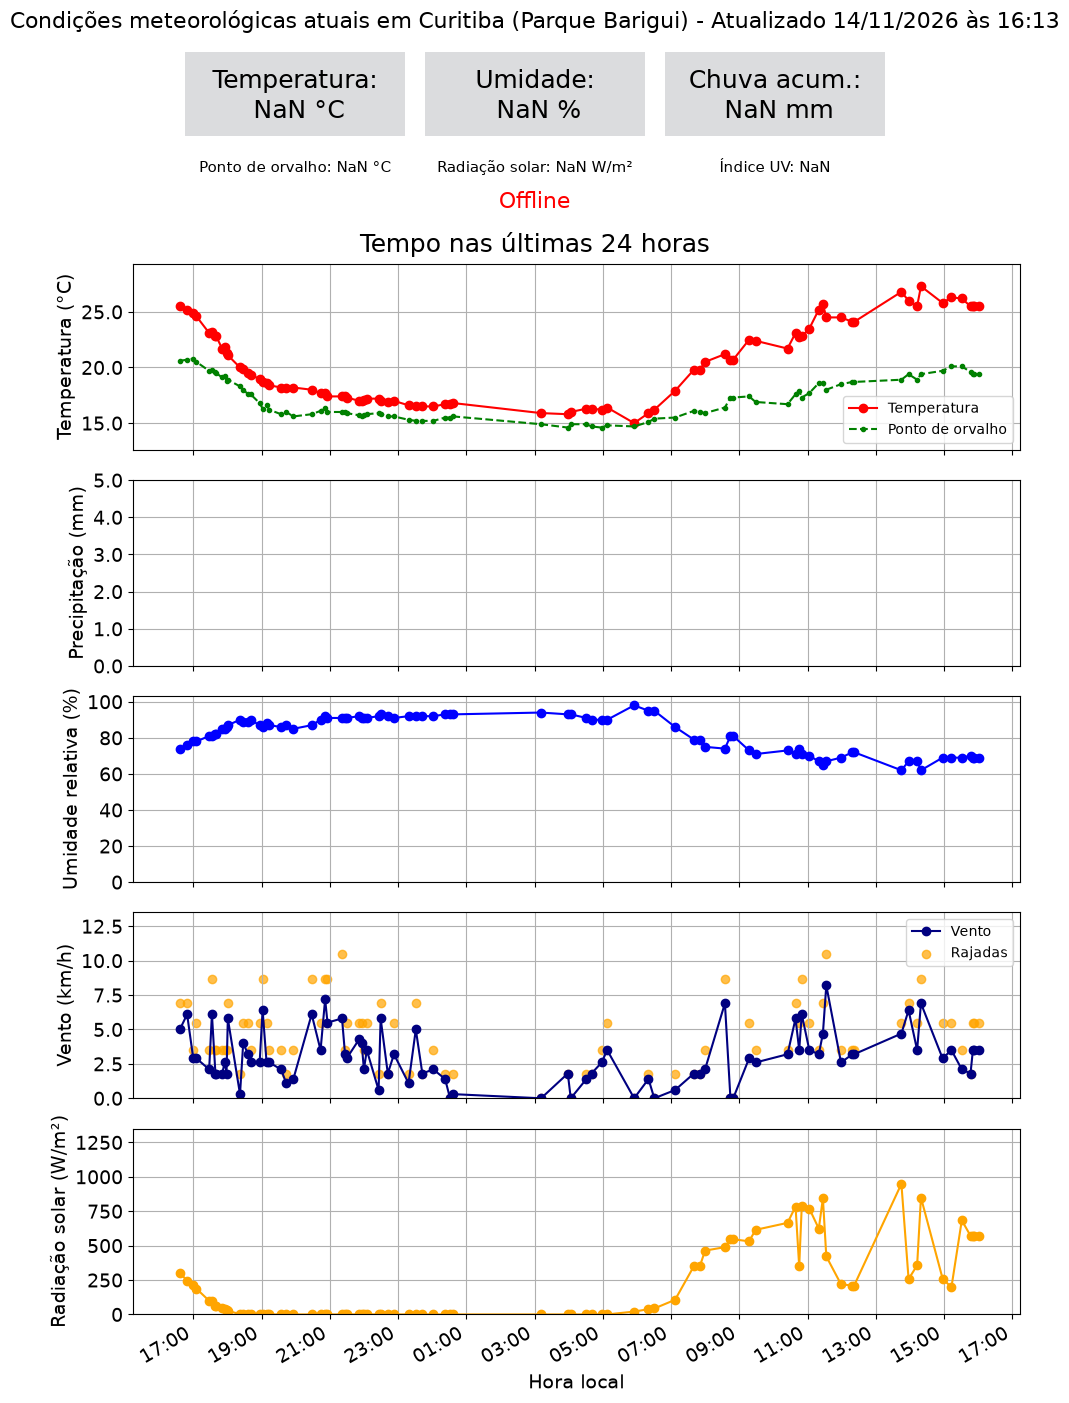 Condições meteorológicas atuais em Curitiba (Parque Barigui) - Atualizado 14/11/2026 às 16:13
Temperatura:
NaN °C
Umidade:
NaN %
Chuva acum.:
NaN mm
Ponto de orvalho: NaN °C
Radiação solar: NaN W/m²
Índice UV: NaN
Offline
Tempo nas últimas 24 horas
Temperatura (°C)
25.0
20.0
15.0
Temperatura
Ponto de orvalho
Precipitação (mm)
5.0
4.0
3.0
2.0
1.0
0.0
Umidade relativa (%)
100
80
60
40
20
0
Vento (km/h)
12.5
10.0
7.5
5.0
2.5
0.0
Vento
Rajadas
Radiação solar (W/m²)
1250
1000
750
500
250
0
17:00
19:00
21:00
23:00
01:00
03:00
05:00
07:00
09:00
11:00
13:00
15:00
17:00
Hora local